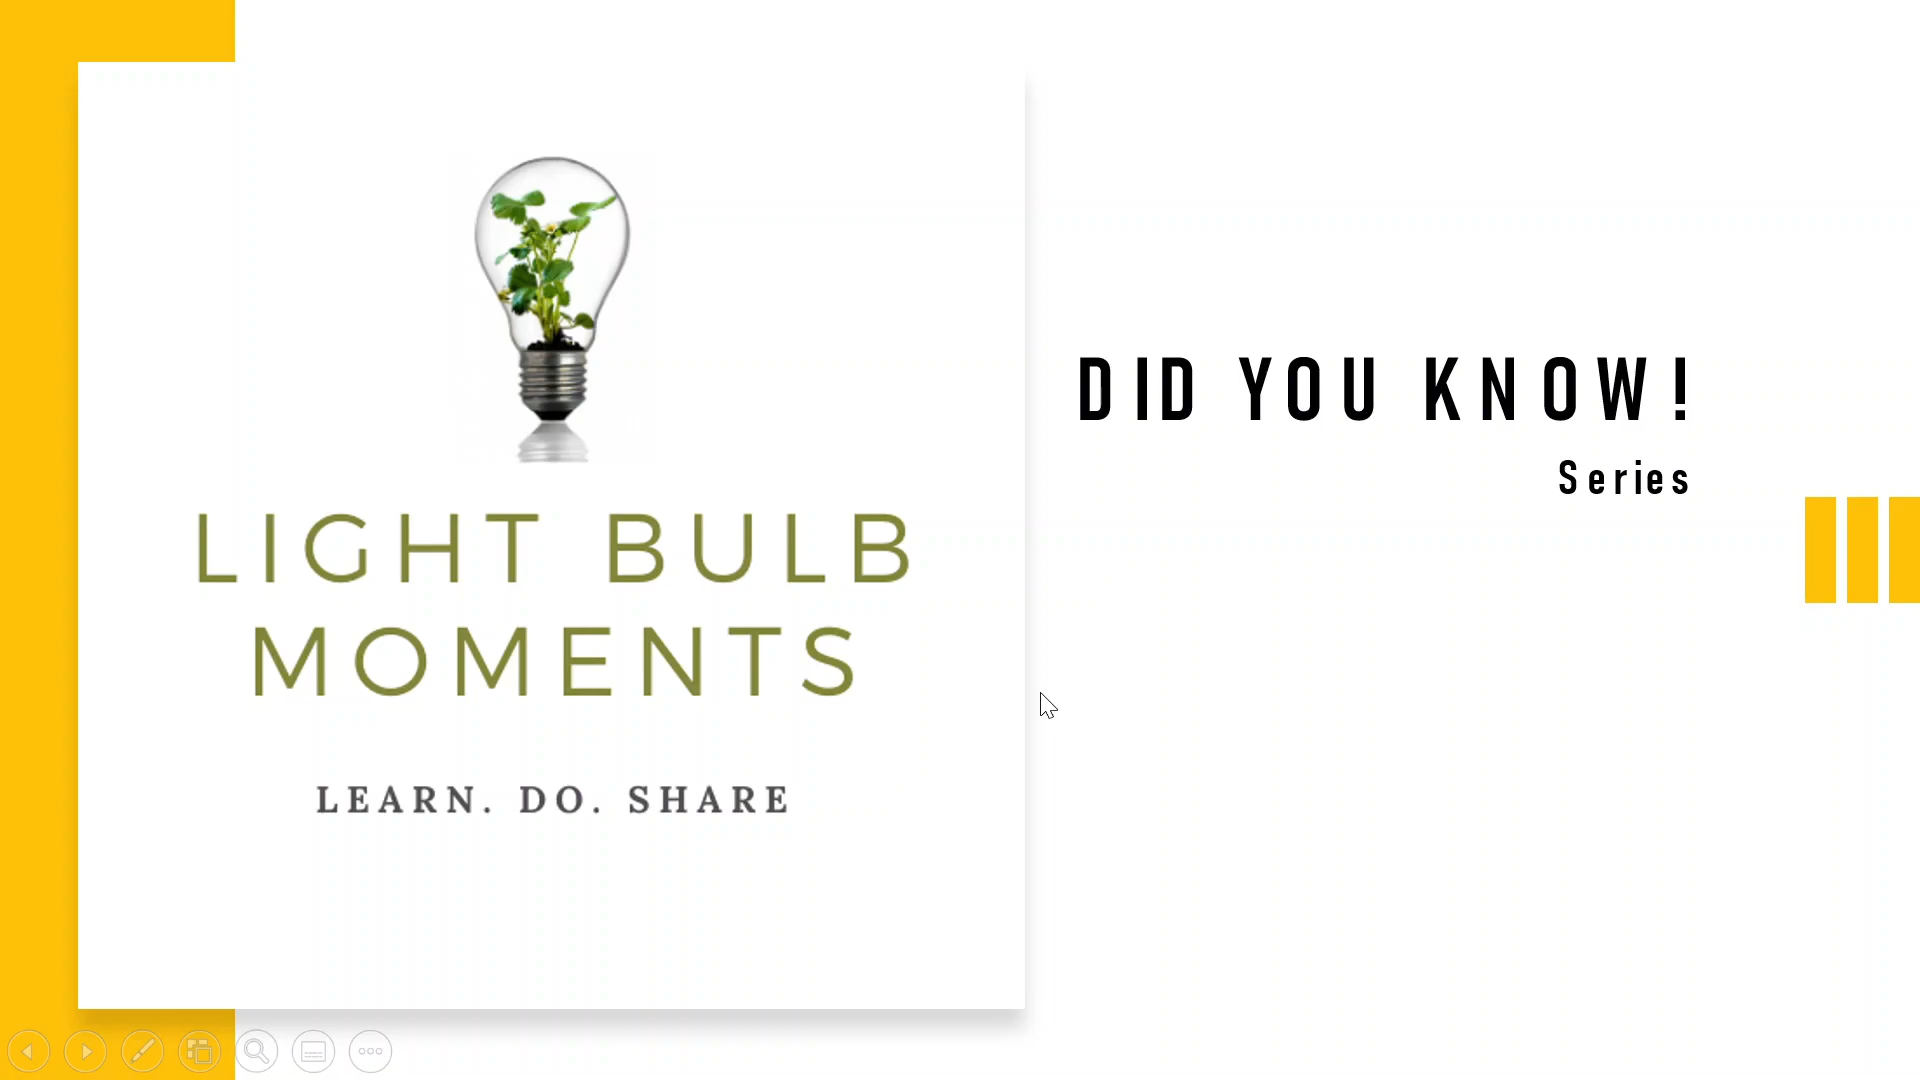 LIGHT BULB
MOMENTS
LEARN. DO. SHARE
DID YOU KNOW!
Series